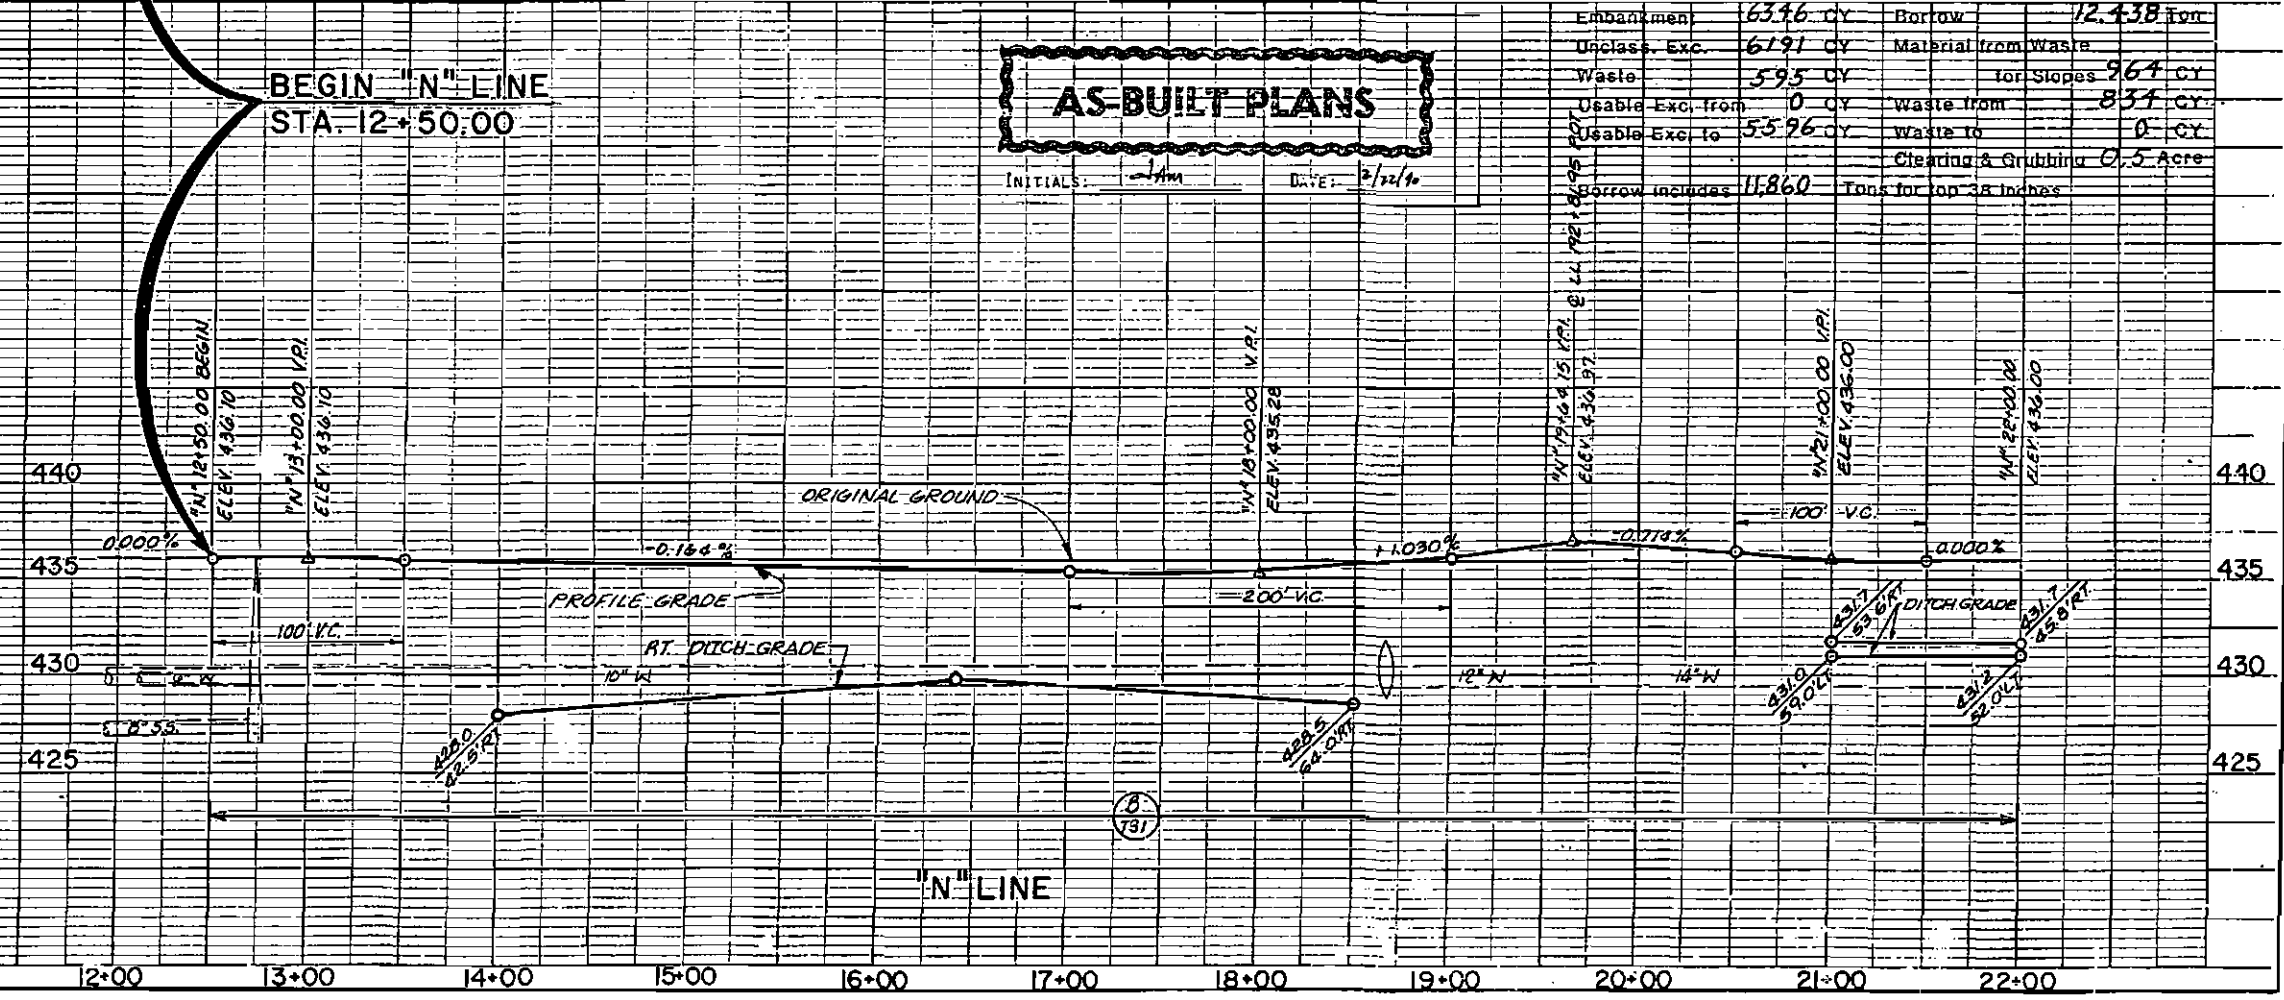 Embankment 6346 CY Borrow 12,438 Ton
Unclass. Exc. 6191 CY Material from Waste
Waste 595 CY for Slopes 964 CY
Usable Exc. from 0 CY Waste from 834 CY
Usable Exc. to 5596 CY Waste to 0 CY
Clearing & Grubbing 0.5 Acre
Borrow includes 11,860 Tons for top 38 inches
BEGIN "N" LINE
STA. 12+50.00
AS-BUILT PLANS
INITIALS: DATE: 2/22/90
"N" 12+50.00 BEGIN
ELEV. 436.10
"N" 13+00.00 V.P.I.
ELEV. 436.10
"N" 18+00.00 V.P.I.
ELEV. 435.28
"N" 19+64.15 V.P.I. @ LL 192+86.95 POT
ELEV. 436.97
"N" 21+00.00 V.P.I.
ELEV. 436.00
"N" 22+00.00
ELEV. 436.00
440
440
ORIGINAL GROUND
100' V.C.
0.000%
-0.164%
+1.030%
-0.714%
0.000%
435
435
PROFILE GRADE
200' V.C.
100' V.C.
RT. DITCH GRADE
DITCH GRADE
431.7
53.6'RT
431.7
45.8'RT
430
430
10" W
12" W
14" W
431.0
59.0'LT
431.2
52.0'LT
8" S.S.
428.0
42.5'RT
428.5
64.0'RT
425
425
B
T31
"N" LINE
12+00 13+00 14+00 15+00 16+00 17+00 18+00 19+00 20+00 21+00 22+00